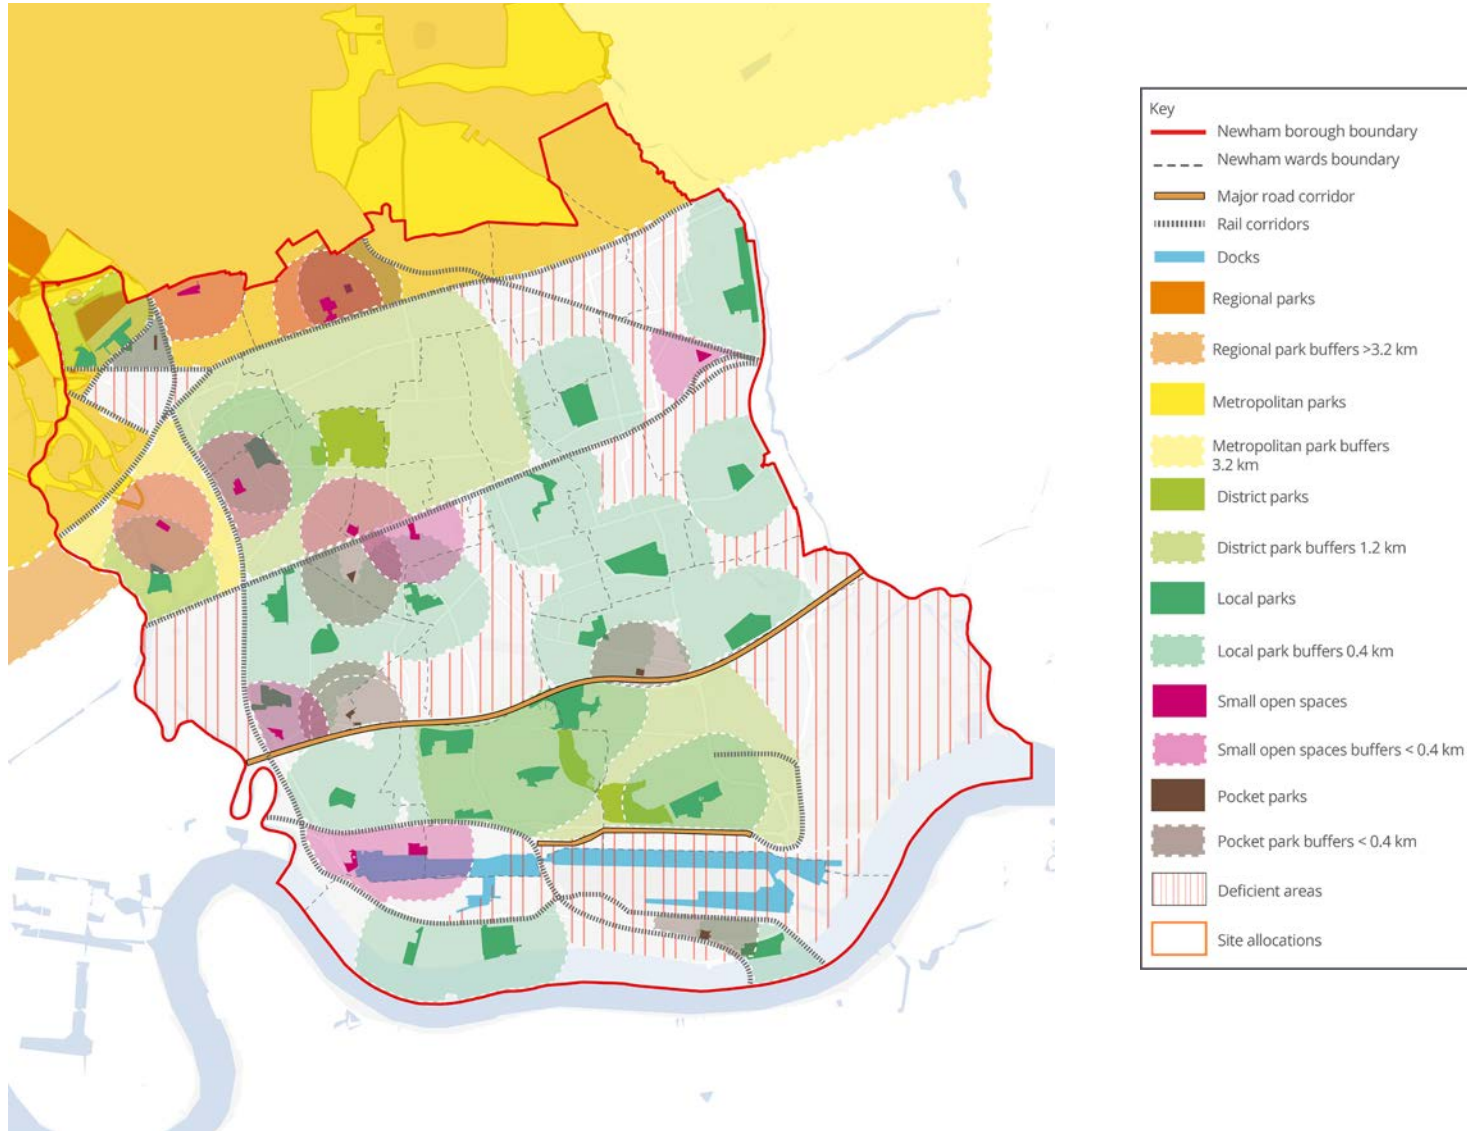 Key
Newham borough boundary
Newham wards boundary
Major road corridor
Rail corridors
Docks
Regional parks
Regional park buffers >3.2 km
Metropolitan parks
Metropolitan park buffers
3.2 km
District parks
District park buffers 1.2 km
Local parks
Local park buffers 0.4 km
Small open spaces
Small open spaces buffers < 0.4 km
Pocket parks
Pocket park buffers < 0.4 km
Deficient areas
Site allocations